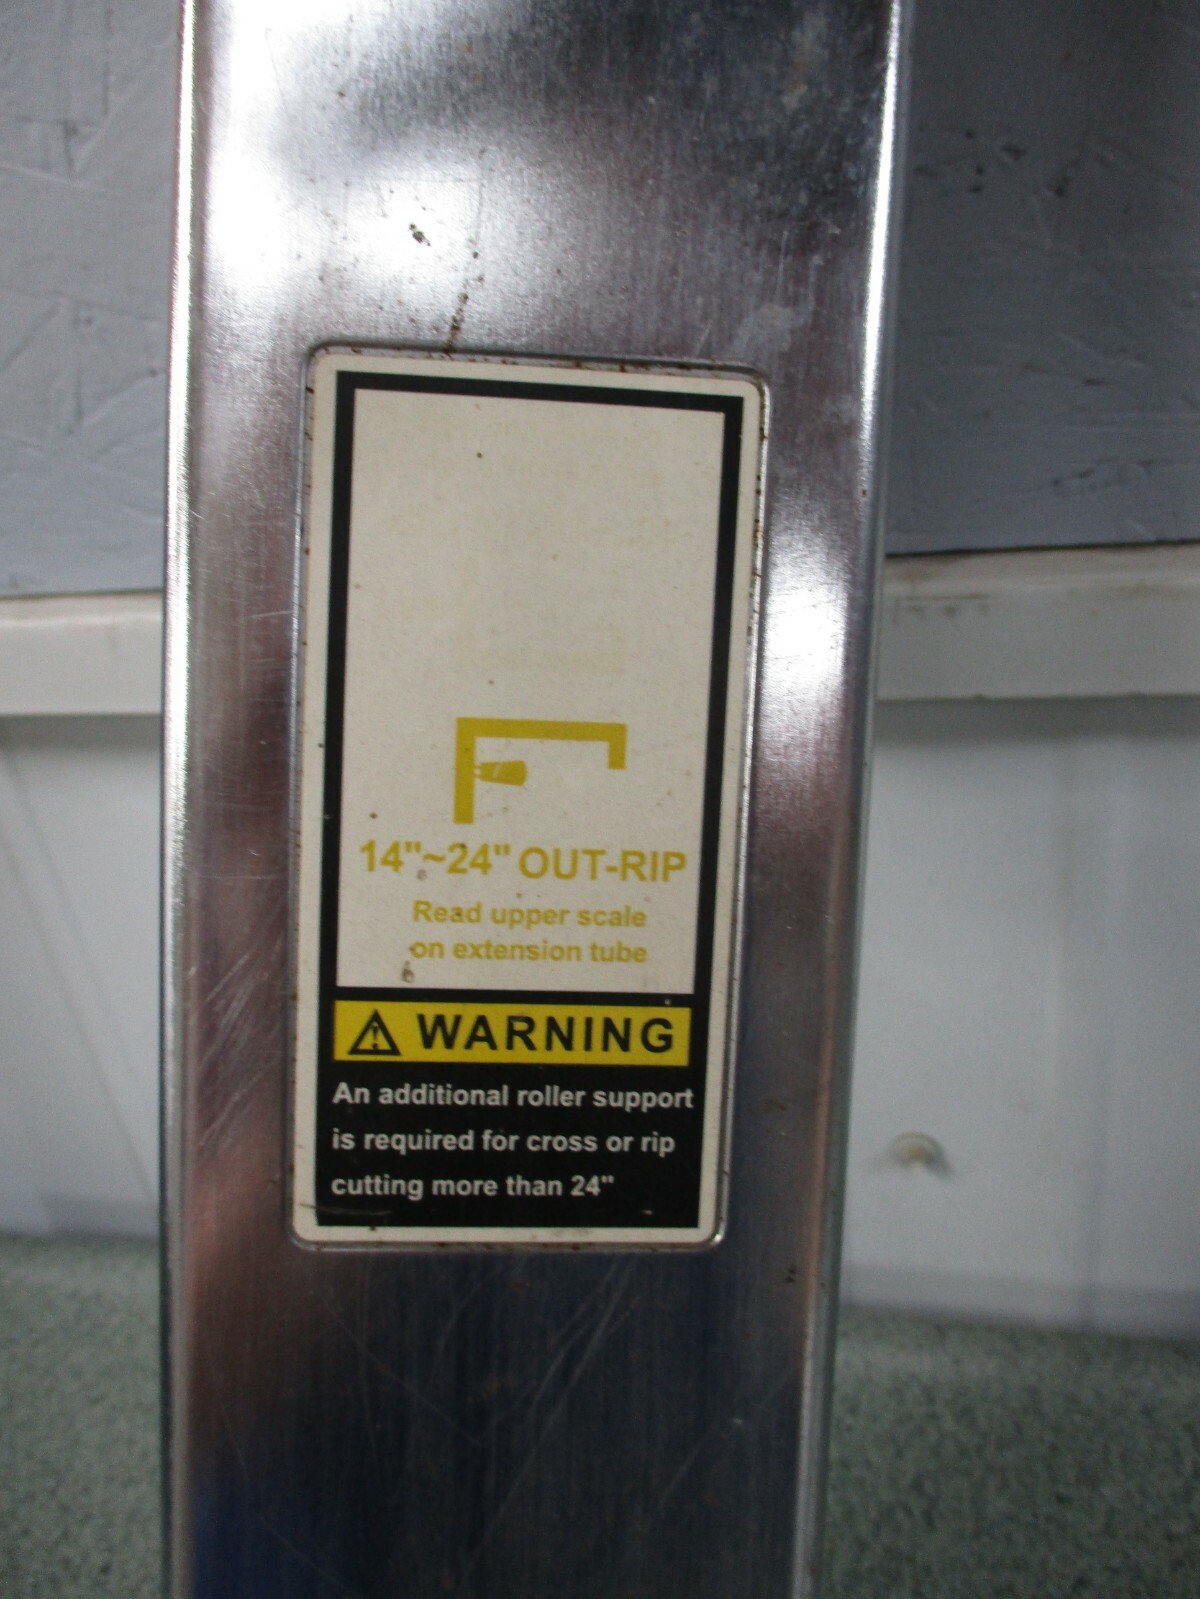 14"~24" OUT-RIP
Read upper scale
on extension tube
WARNING
An additional roller support
is required for cross or rip
cutting more than 24"